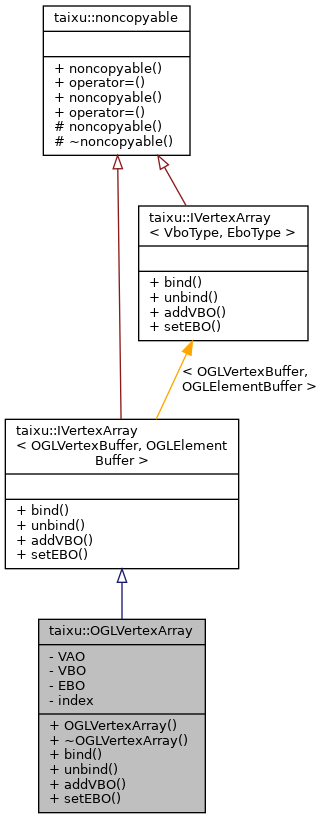 taixu::noncopyable
+ noncopyable()
+ operator=()
+ noncopyable()
+ operator=()
# noncopyable()
# ~noncopyable()
taixu::IVertexArray
< VboType, EboType >
+ bind()
+ unbind()
+ addVBO()
+ setEBO()
< OGLVertexBuffer,
OGLElementBuffer >
taixu::IVertexArray
< OGLVertexBuffer, OGLElement
Buffer >
+ bind()
+ unbind()
+ addVBO()
+ setEBO()
taixu::OGLVertexArray
- VAO
- VBO
- EBO
- index
+ OGLVertexArray()
+ ~OGLVertexArray()
+ bind()
+ unbind()
+ addVBO()
+ setEBO()